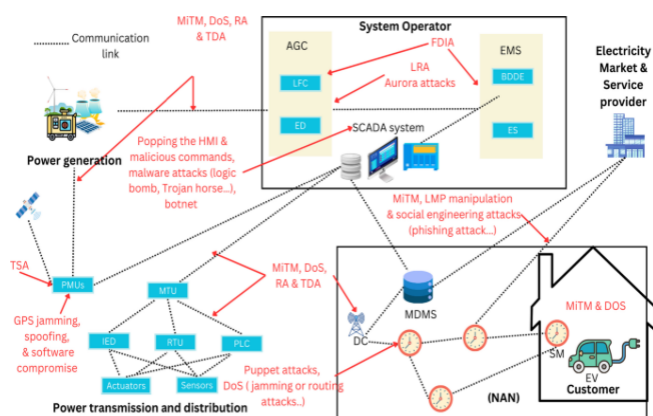 MiTM, DoS, RA
& TDA
Communication
link
System Operator
AGC
EMS
FDIA
LFC
BDDE
LRA
Aurora attacks
ED
ES
Electricity
Market &
Service
provider
Power generation
SCADA system
Popping the HMI &
malicious commands,
malware attacks (logic
bomb, Trojan horse...),
botnet
MiTM, LMP manipulation
& social engineering attacks
(phishing attack...)
TSA
PMUs
MTU
MiTM, DoS,
RA & TDA
MDMS
DC
MiTM & DOS
GPS jamming,
spoofing,
& software
compromise
IED
RTU
PLC
SM
EV
Puppet attacks,
DoS ( jamming or routing
attacks..)
Actuators
Sensors
(NAN)
Customer
Power transmission and distribution